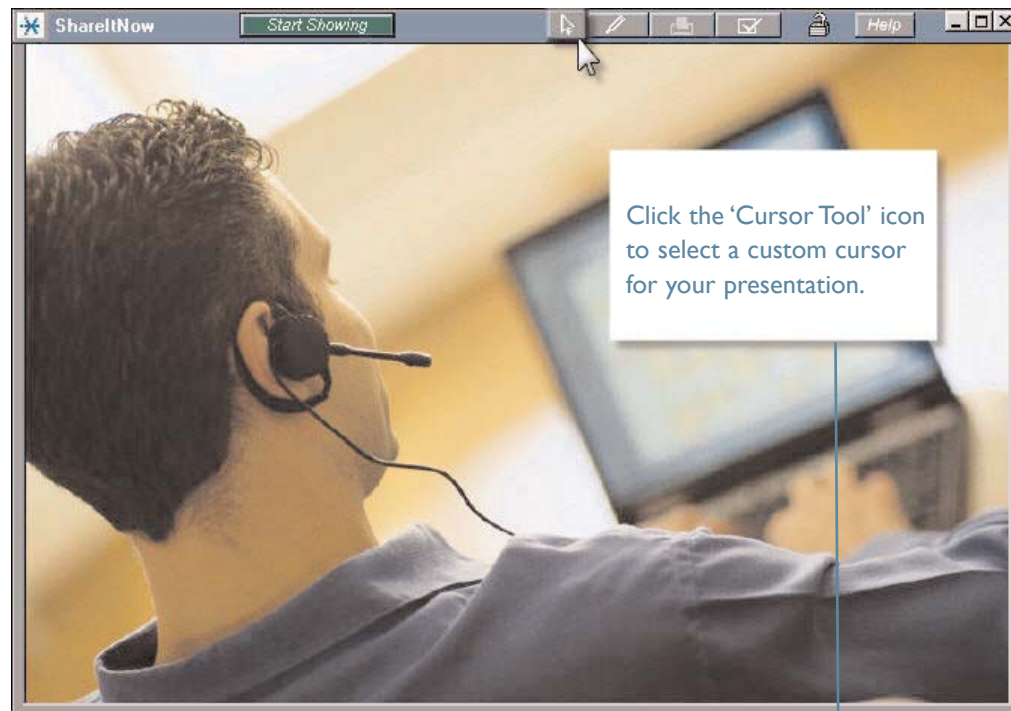 ShareItNow Start Showing Help
Click the ‘Cursor Tool’ icon
to select a custom cursor
for your presentation.